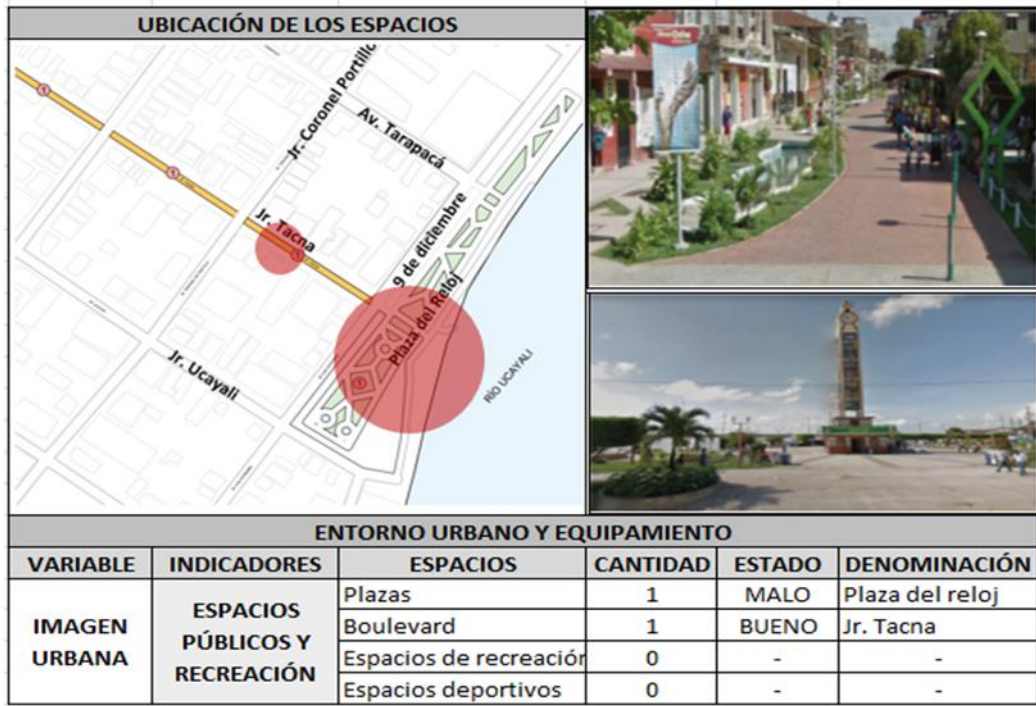 UBICACIÓN DE LOS ESPACIOS
Jr. Coronel Portillo
Av. Tarapacá
Jr. Tacna
9 de diciembre
Plaza del Reloj
Jr. Ucayali
RÍO UCAYALI
ENTORNO URBANO Y EQUIPAMIENTO
VARIABLE INDICADORES ESPACIOS CANTIDAD ESTADO DENOMINACIÓN
IMAGEN URBANA
ESPACIOS PÚBLICOS Y RECREACIÓN
Plazas 1 MALO Plaza del reloj
Boulevard 1 BUENO Jr. Tacna
Espacios de recreación 0 - -
Espacios deportivos 0 - -